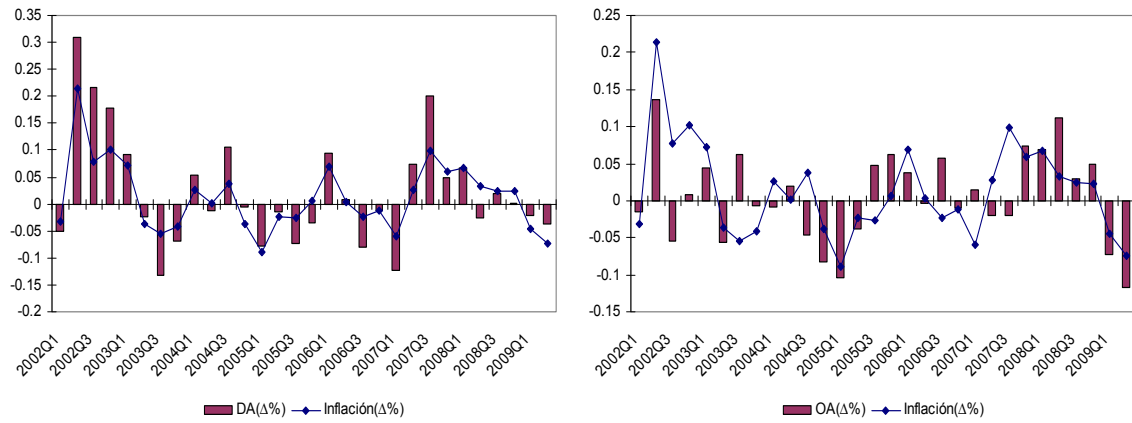 0.35
0.3
0.25
0.2
0.15
0.1
0.05
0
-0.05
-0.1
-0.15
-0.2
2002Q1
2002Q3
2003Q1
2003Q3
2004Q1
2004Q3
2005Q1
2005Q3
2006Q1
2006Q3
2007Q1
2007Q3
2008Q1
2008Q3
2009Q1
DA(Δ%) Inflación(Δ%)
0.25
0.2
0.15
0.1
0.05
0
-0.05
-0.1
-0.15
2002Q1
2002Q3
2003Q1
2003Q3
2004Q1
2004Q3
2005Q1
2005Q3
2006Q1
2006Q3
2007Q1
2007Q3
2008Q1
2008Q3
2009Q1
OA(Δ%) Inflación(Δ%)